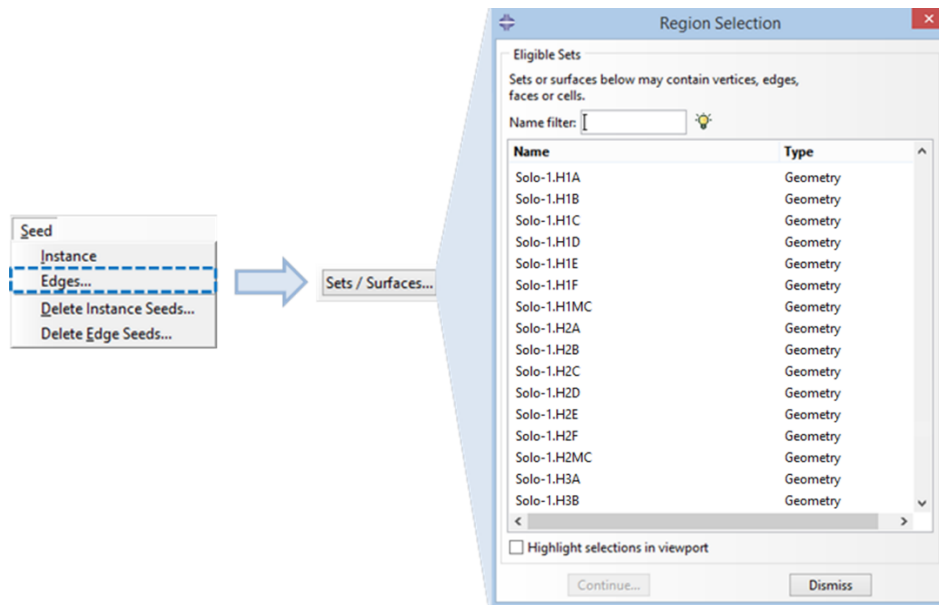 Seed
Instance
Edges...
Delete Instance Seeds...
Delete Edge Seeds...
Sets / Surfaces...
Region Selection
Eligible Sets
Sets or surfaces below may contain vertices, edges,
faces or cells.
Name filter:
Name Type
Solo-1.H1A Geometry
Solo-1.H1B Geometry
Solo-1.H1C Geometry
Solo-1.H1D Geometry
Solo-1.H1E Geometry
Solo-1.H1F Geometry
Solo-1.H1MC Geometry
Solo-1.H2A Geometry
Solo-1.H2B Geometry
Solo-1.H2C Geometry
Solo-1.H2D Geometry
Solo-1.H2E Geometry
Solo-1.H2F Geometry
Solo-1.H2MC Geometry
Solo-1.H3A Geometry
Solo-1.H3B Geometry
Highlight selections in viewport
Continue... Dismiss